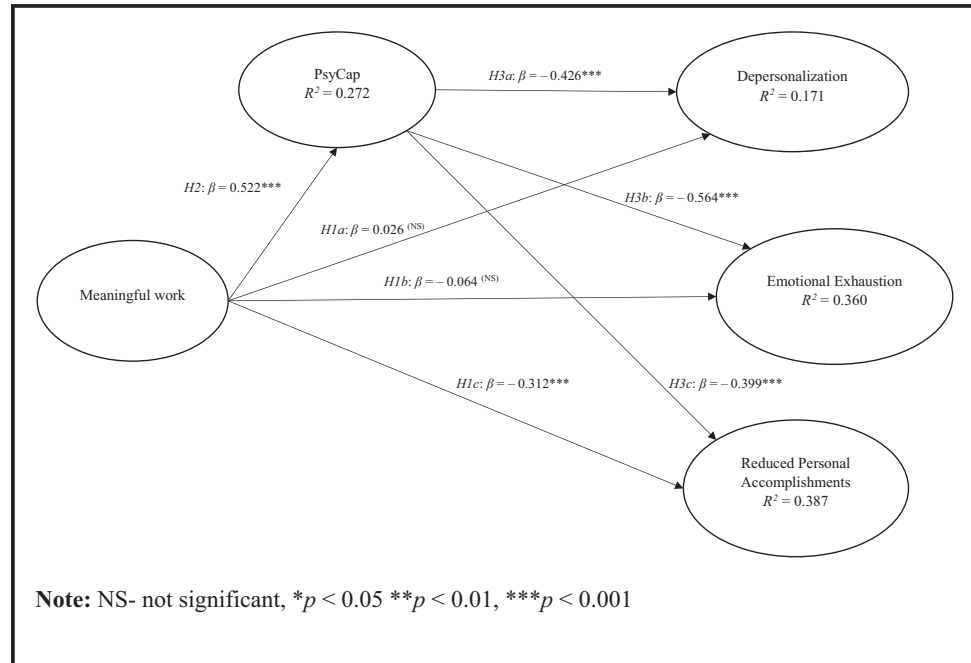 PsyCap
R² = 0.272
H3a: β = – 0.426***
Depersonalization
R² = 0.171
H2: β = 0.522***
H3b: β = – 0.564***
H1a: β = 0.026 (NS)
Meaningful work
H1b: β = – 0.064 (NS)
Emotional Exhaustion
R² = 0.360
H1c: β = – 0.312***
H3c: β = – 0.399***
Reduced Personal
Accomplishments
R² = 0.387
Note: NS- not significant, *p < 0.05 **p < 0.01, ***p < 0.001